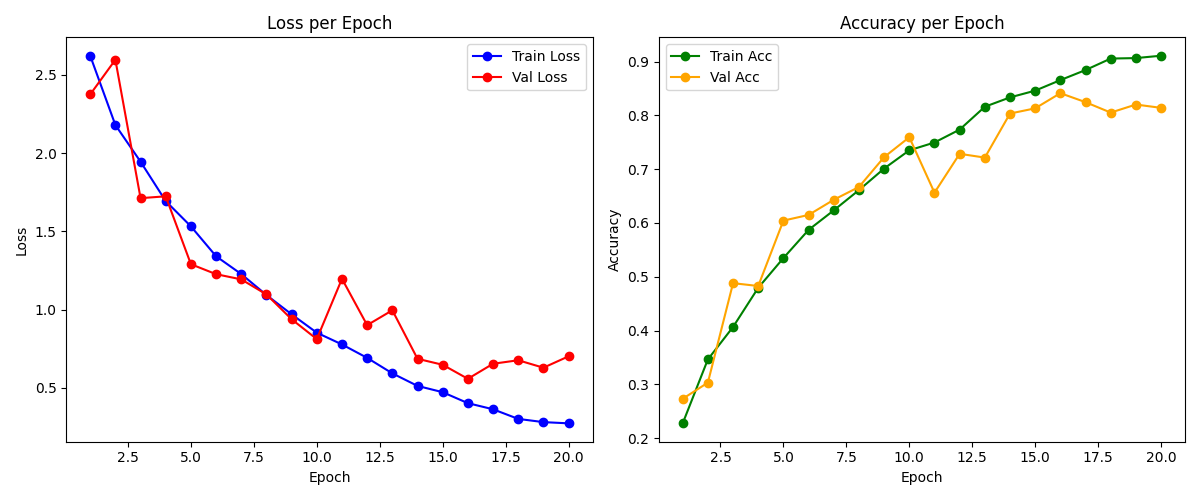 Loss per Epoch
Train Loss
Val Loss
2.5
2.0
1.5
1.0
0.5
Loss
2.5 5.0 7.5 10.0 12.5 15.0 17.5 20.0
Epoch
Accuracy per Epoch
Train Acc
Val Acc
0.9
0.8
0.7
0.6
0.5
0.4
0.3
0.2
Accuracy
2.5 5.0 7.5 10.0 12.5 15.0 17.5 20.0
Epoch